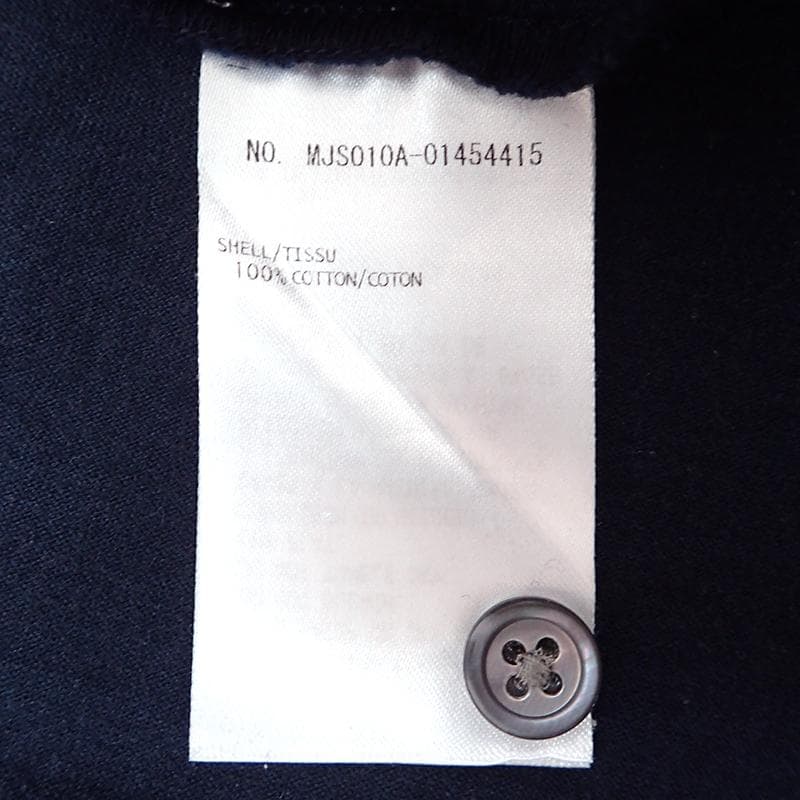 NO. MJS010A-01454415
SHELL/TISSU
100% COTTON/COTON